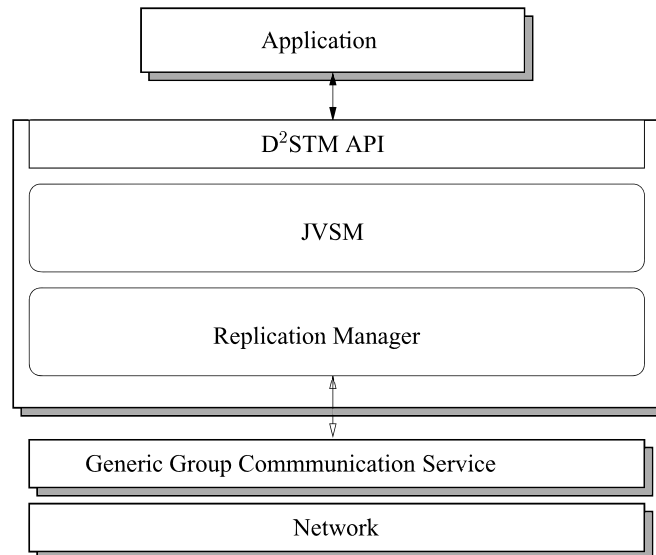 Application
D²STM API
JVSM
Replication Manager
Generic Group Commmunication Service
Network